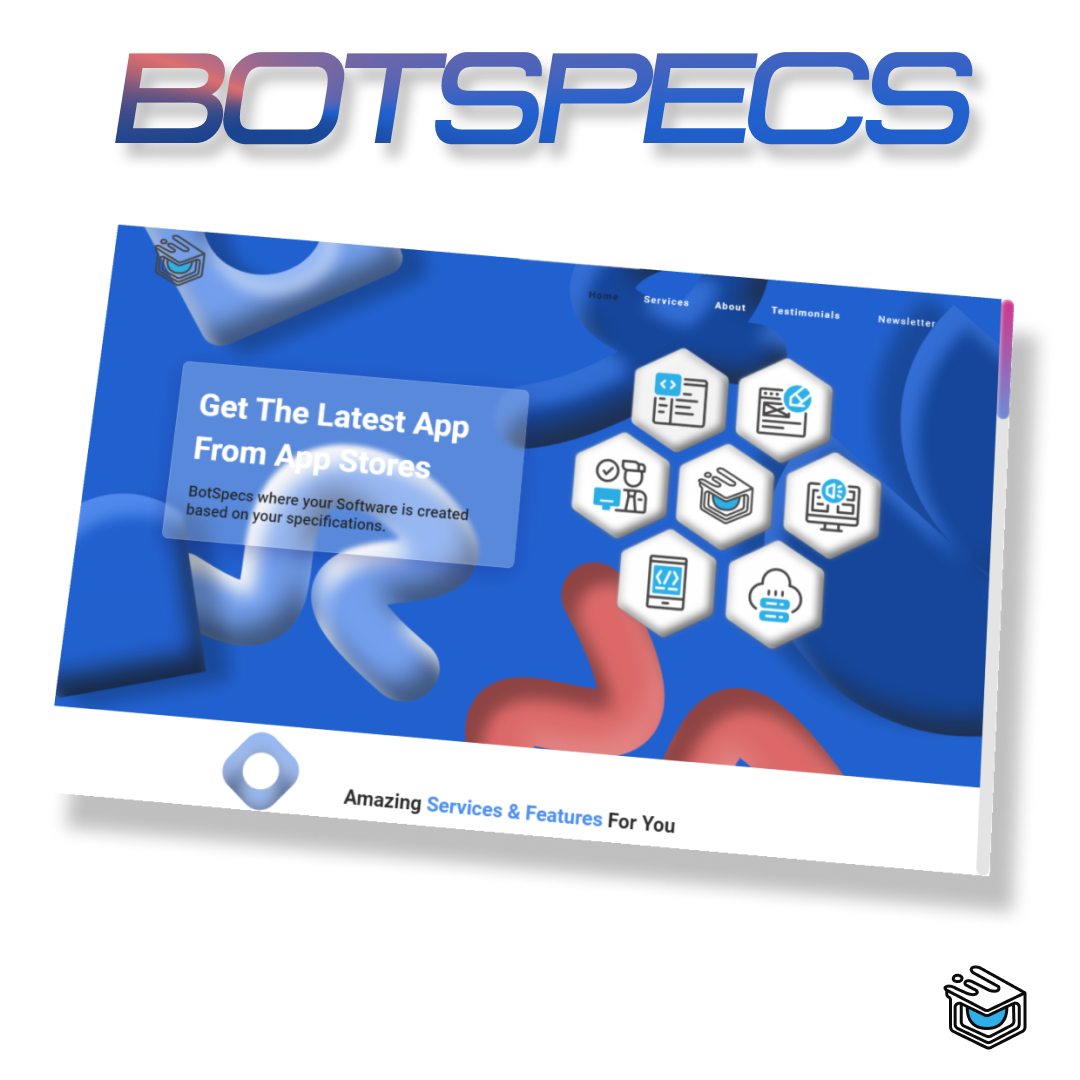 BOTSPECS
Home Services About Testimonials Newsletter
Get The Latest App
From App Stores
BotSpecs where your Software is created
based on your specifications.
Amazing Services & Features For You